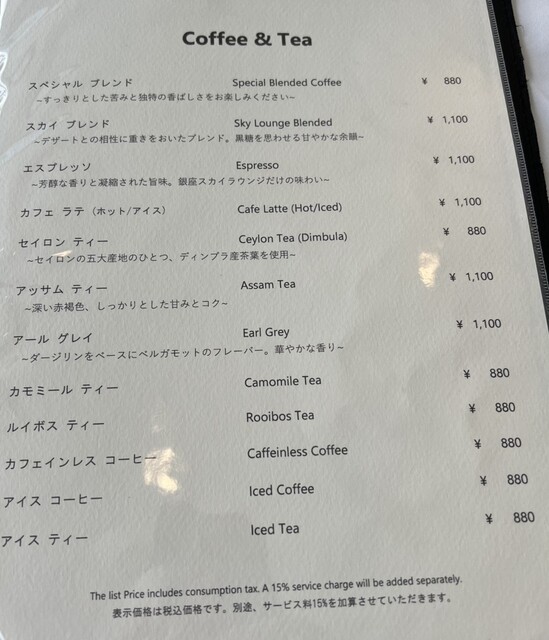 Coffee & Tea
スペシャル ブレンド Special Blended Coffee ¥ 880
~すっきりとした苦みと独特の香ばしさをお楽しみください~
スカイ ブレンド Sky Lounge Blended ¥ 1,100
~デザートとの相性に重きをおいたブレンド。黒糖を思わせる甘やかな余韻~
エスプレッソ Espresso ¥ 1,100
~芳醇な香りと凝縮された旨味。銀座スカイラウンジだけの味わい~
カフェ ラテ (ホット/アイス) Cafe Latte (Hot/Iced) ¥ 1,100
セイロン ティー Ceylon Tea (Dimbula) ¥ 880
~セイロンの五大産地のひとつ、ディンブラ産茶葉を使用~
アッサム ティー Assam Tea ¥ 1,100
~深い赤褐色、しっかりとした甘みとコク~
アール グレイ Earl Grey ¥ 1,100
~ダージリンをベースにベルガモットのフレーバー。華やかな香り~
カモミール ティー Camomile Tea ¥ 880
ルイボス ティー Rooibos Tea ¥ 880
カフェインレス コーヒー Caffeinless Coffee ¥ 880
アイス コーヒー Iced Coffee ¥ 880
アイス ティー Iced Tea ¥ 880
The list Price includes consumption tax. A 15% service charge will be added separately.
表示価格は税込価格です。別途、サービス料15%を加算させていただきます。